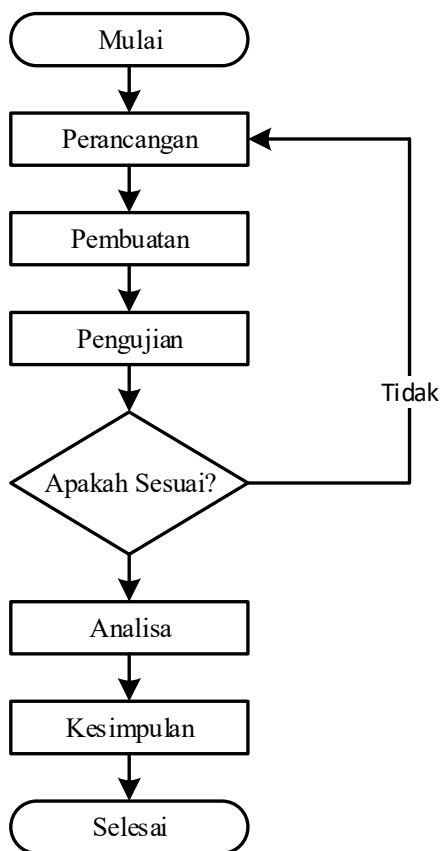 Mulai
Perancangan
Pembuatan
Pengujian
Tidak
Apakah Sesuai?
Analisa
Kesimpulan
Selesai